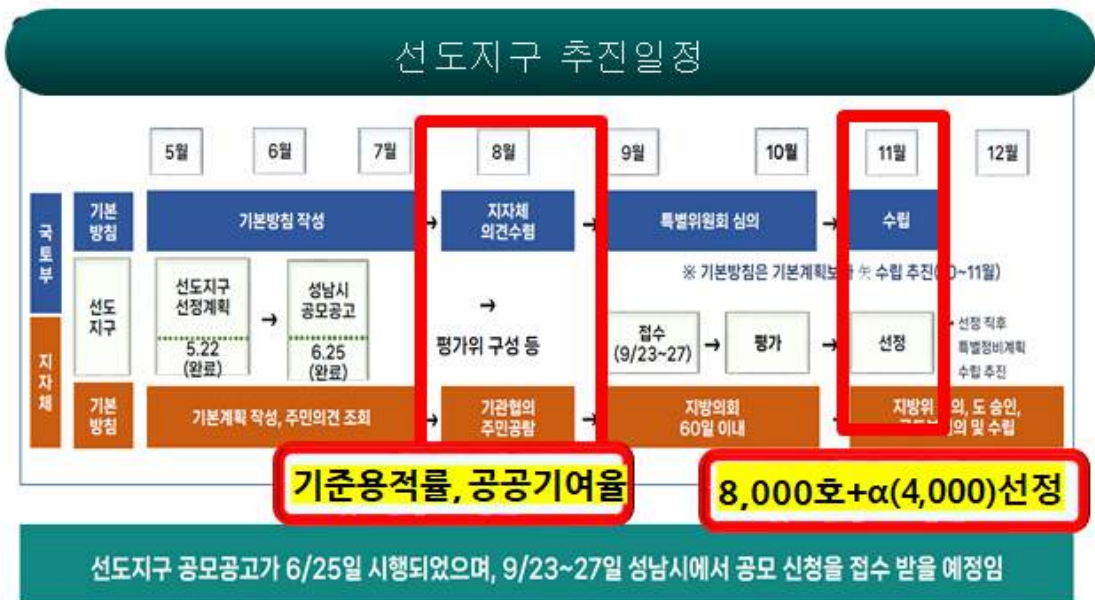 선도지구 추진일정
5월 6월 7월 8월 9월 10월 11월 12월
국토부
기본
방침
기본방침 작성
→
지자체
의견수렴
→
특별위원회 심의
→
수립
※ 기본방침은 기본계획보 수립 추진( ~11월)
선도
지구
선도지구
선정계획
5.22
(완료)
→
성남시
공모공고
6.25
(완료)
→
평가위 구성 등
접수
(9/23~27)
→
평가
→
선정
선정 직후
특별정비계획
수립 추진
지자체
기본
방침
기본계획 작성, 주민의견 조회
→
기관협의
주민공람
→
지방의회
60일 이내
→
지방위 의, 도 승인,
의 및 수립
기준용적률, 공공기여율
8,000호+α(4,000)선정
선도지구 공모공고가 6/25일 시행되었으며, 9/23~27일 성남시에서 공모 신청을 접수 받을 예정임